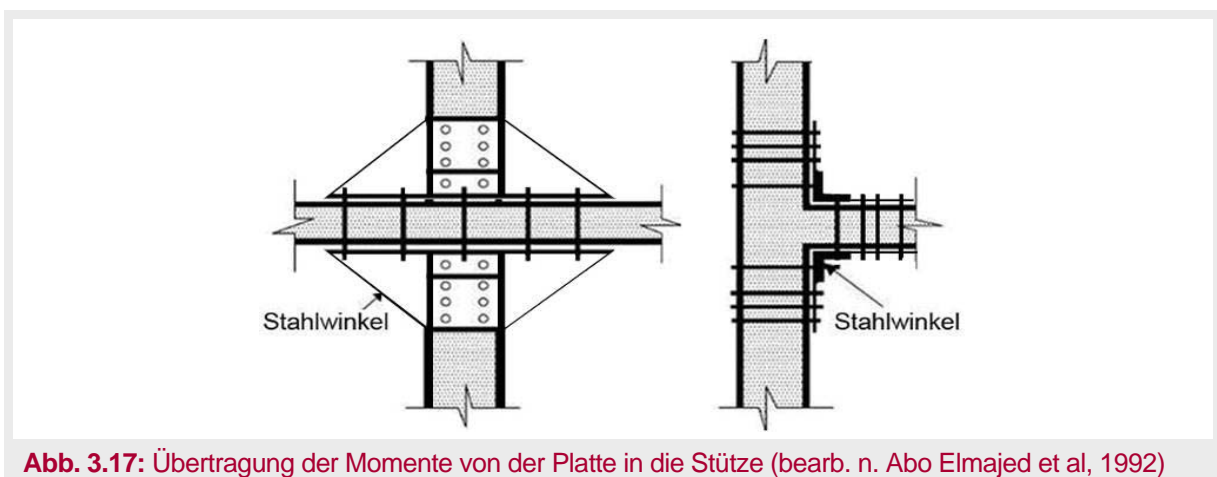 Stahlwinkel
Stahlwinkel
Abb. 3.17: Übertragung der Momente von der Platte in die Stütze (bearb. n. Abo Elmajed et al, 1992)